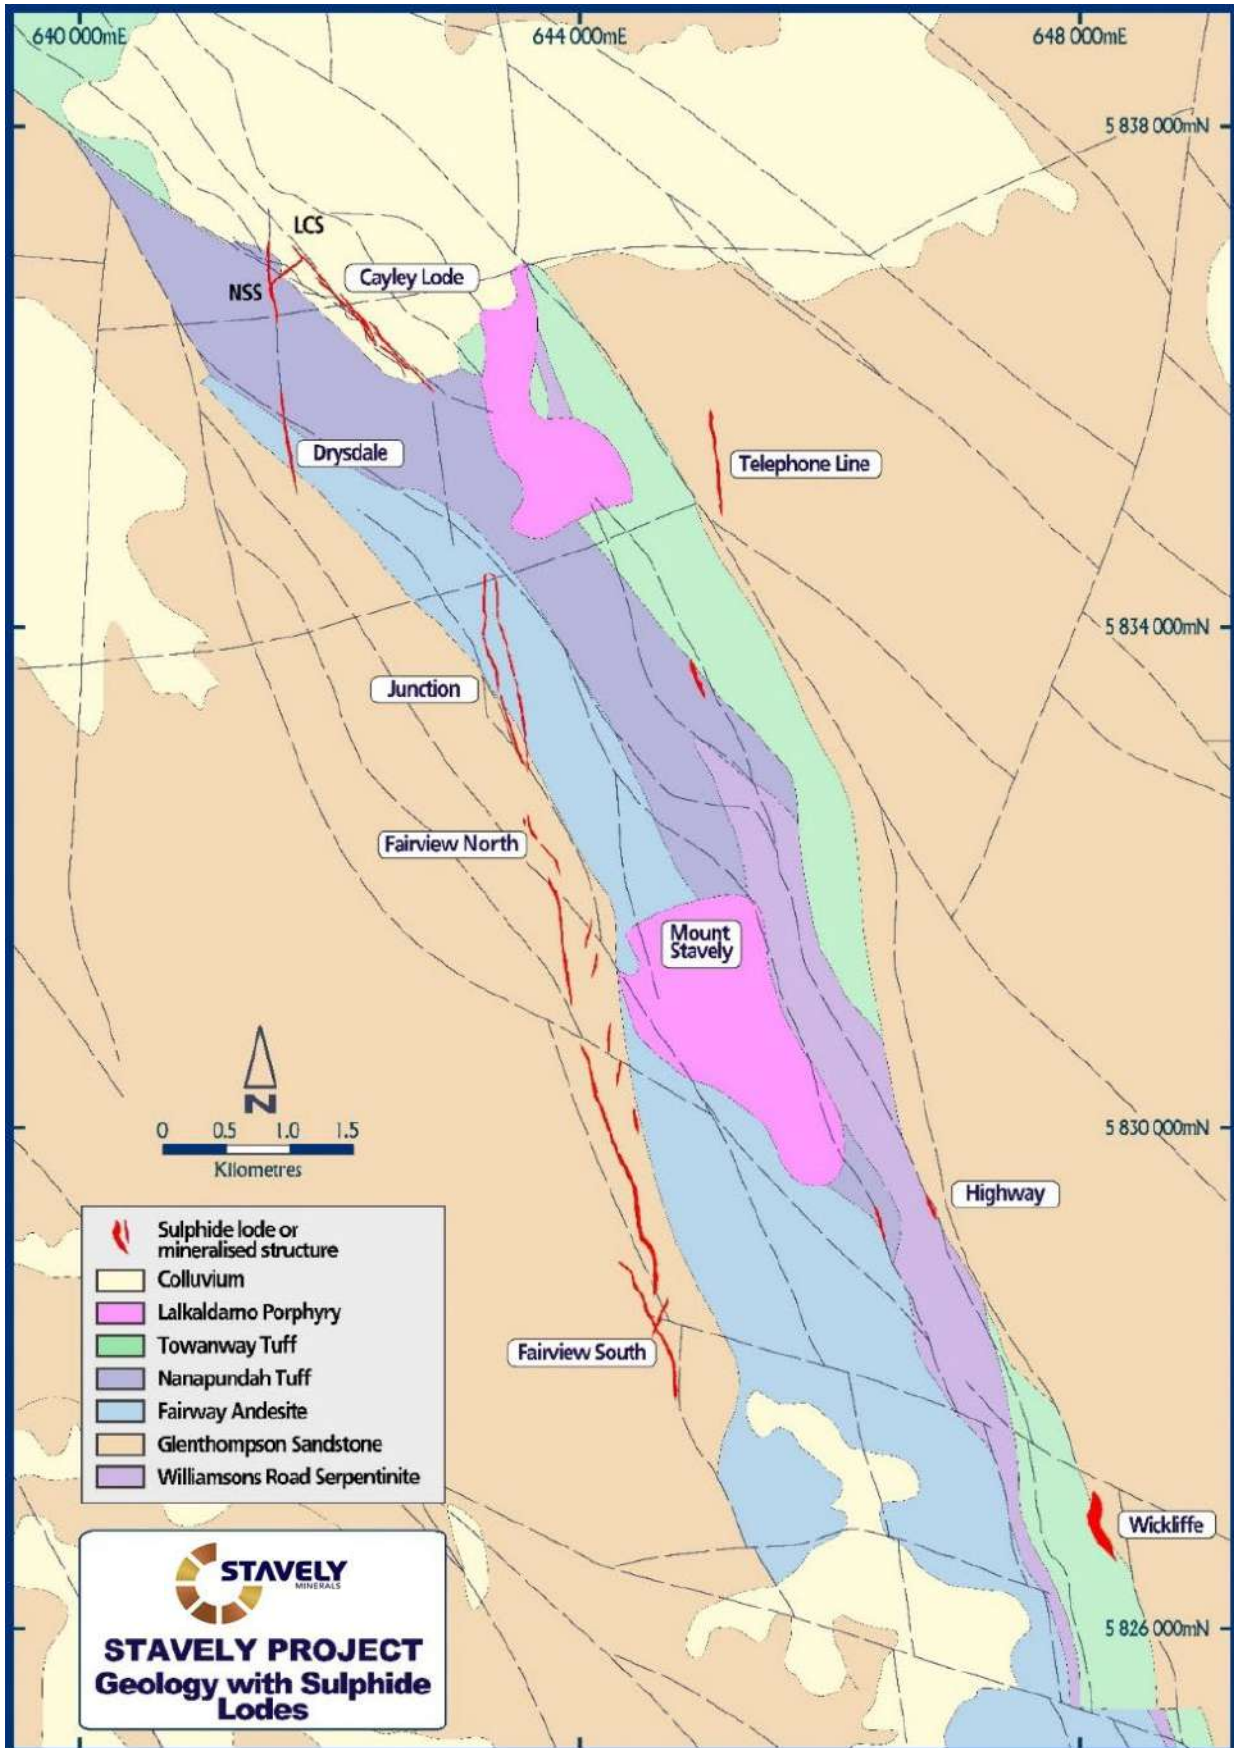 640 000mE
644 000mE
648 000mE
5 838 000mN
LCS
Cayley Lode
NSS
Drysdale
Telephone Line
5 834 000mN
Junction
Fairview North
Mount
Stavely
N
0 0.5 1.0 1.5
Kilometres
5 830 000mN
Highway
Sulphide lode or
mineralised structure
Colluvium
Lalkaldarno Porphyry
Towanway Tuff
Nanapundah Tuff
Fairway Andesite
Glenthompson Sandstone
Williamsons Road Serpentinite
Fairview South
Wickliffe
5 826 000mN
STAVELY
MINERALS
STAVELY PROJECT
Geology with Sulphide
Lodes